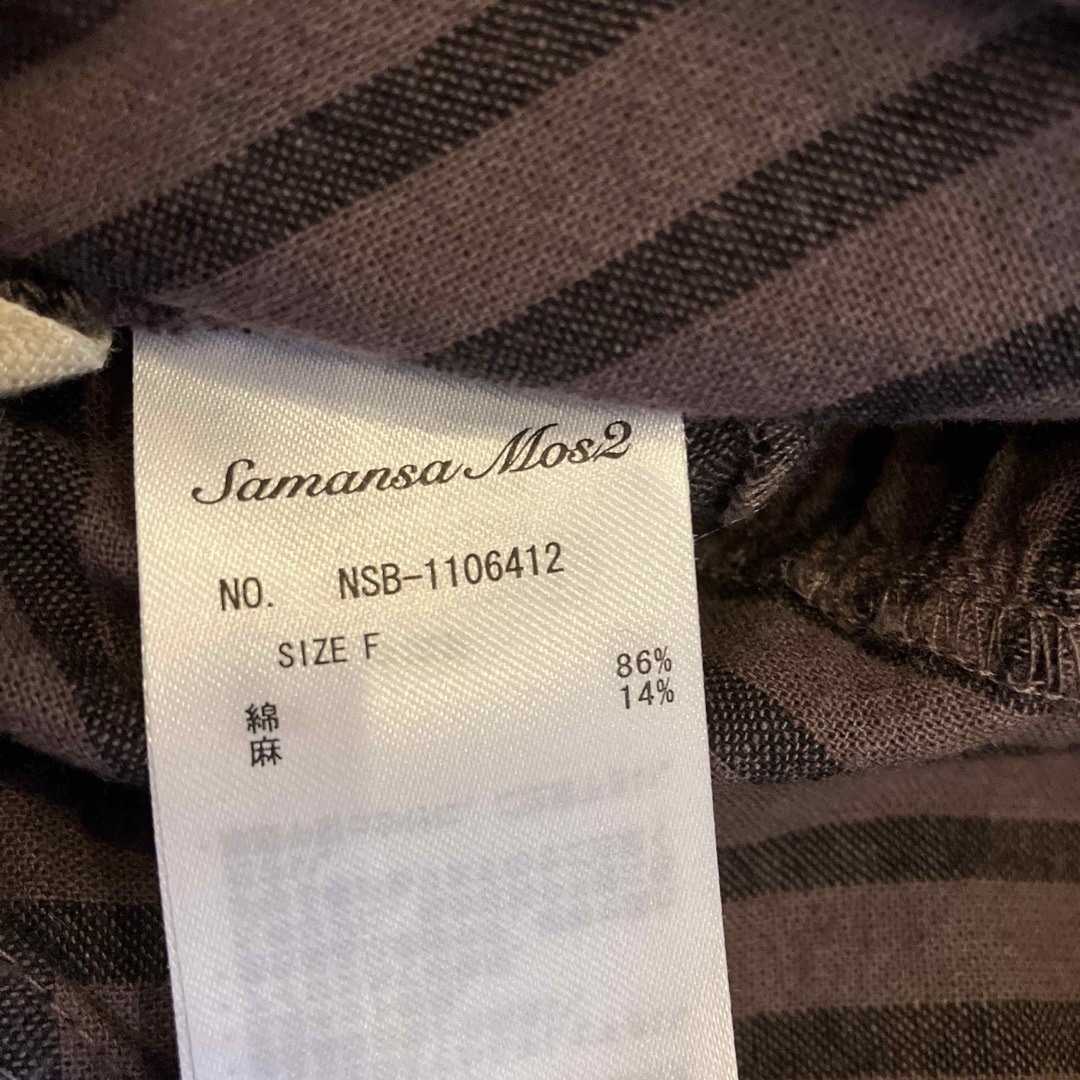 Samansa Mos2
NO. NSB-1106412
SIZE F
綿 86%
麻 14%